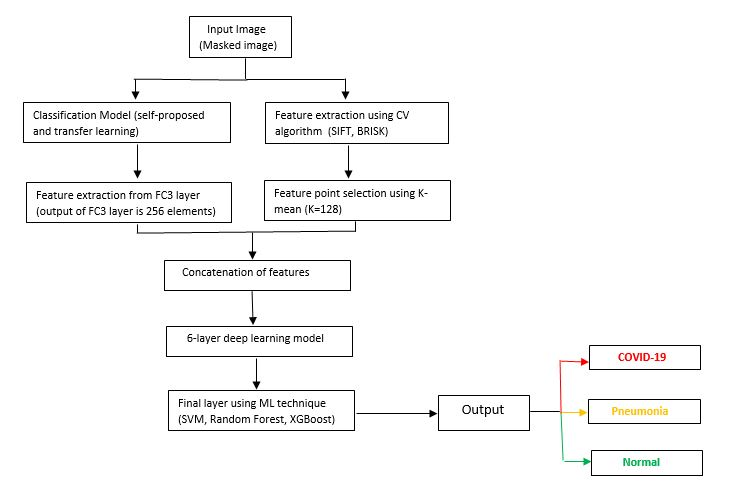 Input Image
(Masked image)
Classification Model (self-proposed
and transfer learning)
Feature extraction using CV
algorithm (SIFT, BRISK)
Feature extraction from FC3 layer
(output of FC3 layer is 256 elements)
Feature point selection using K-
mean (K=128)
Concatenation of features
6-layer deep learning model
Final layer using ML technique
(SVM, Random Forest, XGBoost)
Output
COVID-19
Pneumonia
Normal